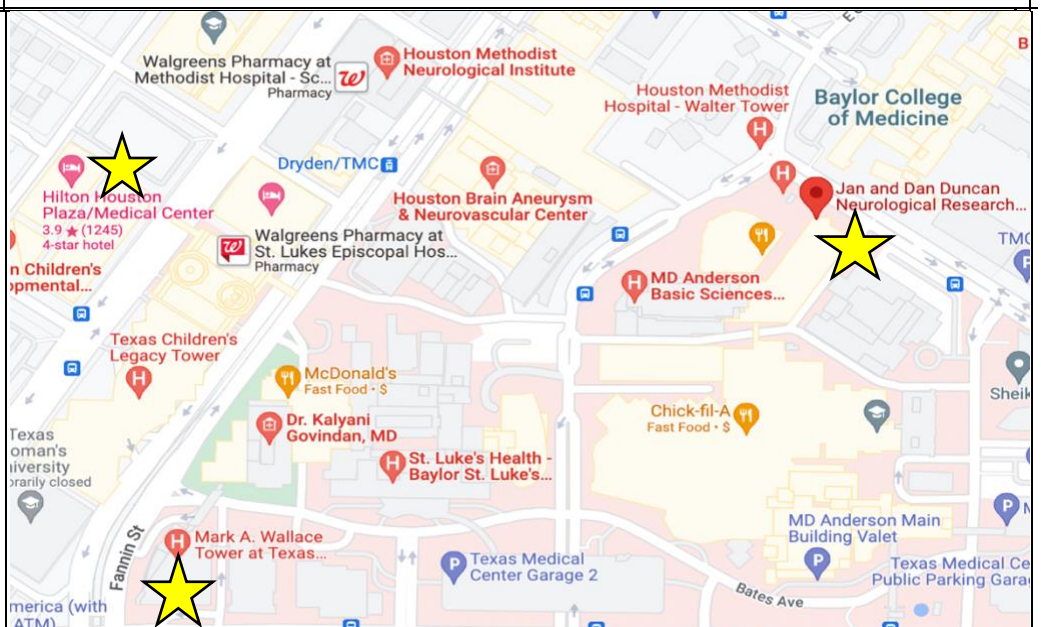 Walgreens Pharmacy at
Methodist Hospital - Sc...
Pharmacy
Houston Methodist
Neurological Institute
Houston Methodist
Hospital - Walter Tower
Baylor College
of Medicine
B
Dryden/TMC
Hilton Houston
Plaza/Medical Center
3.9 ★ (1245)
4-star hotel
Houston Brain Aneurysm
& Neurovascular Center
Jan and Dan Duncan
Neurological Research...
Walgreens Pharmacy at
St. Lukes Episcopal Hos...
Pharmacy
TMC
n Children's
opmental...
MD Anderson
Basic Sciences...
Texas Children's
Legacy Tower
McDonald's
Fast Food • $
Sheik
Chick-fil-A
Fast Food • $
Dr. Kalyani
Govindan, MD
Texas
oman's
iversity
orarily closed
St. Luke's Health -
Baylor St. Luke's...
Fannin St
Mark A. Wallace
Tower at Texas...
MD Anderson Main
Building Valet
Texas Medical
Center Garage 2
Texas Medical Ce
Public Parking Gara
Bates Ave
merica (with
ATM)